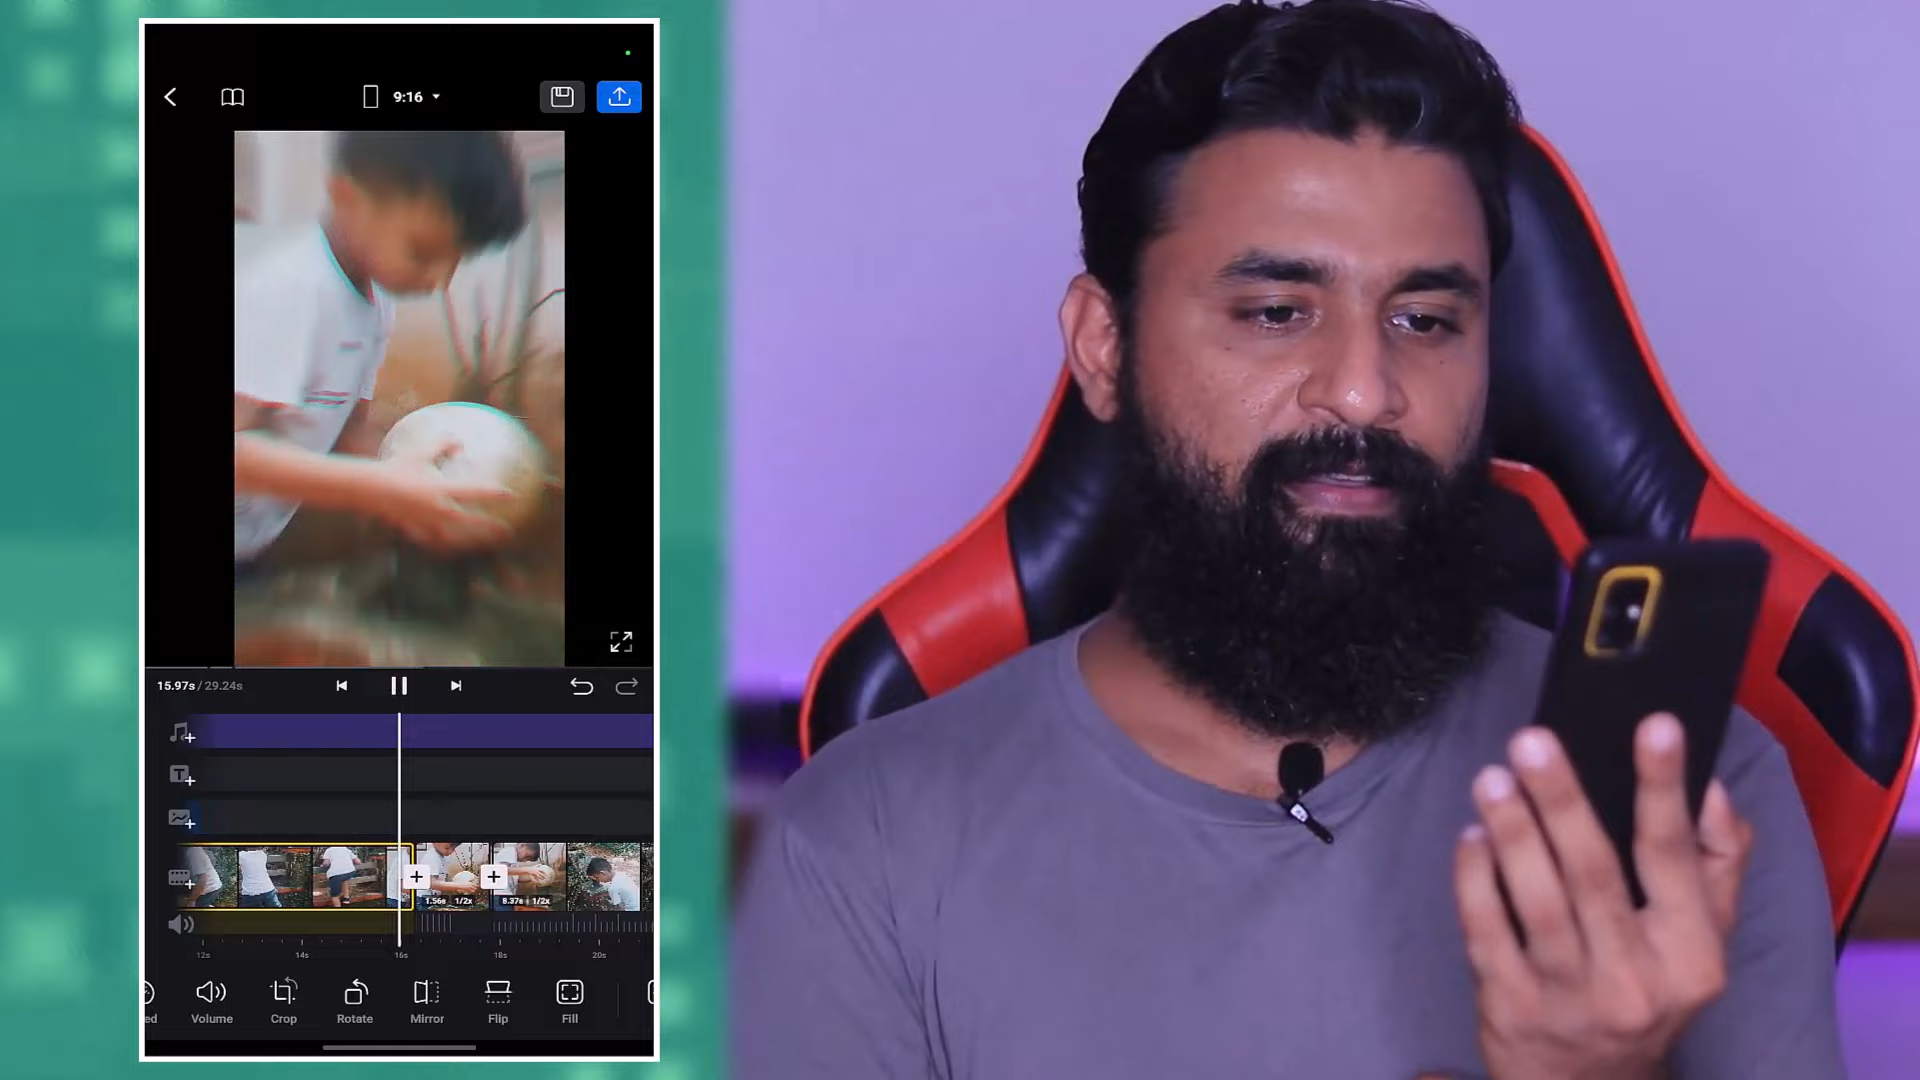 9:16
15.97s / 29.24s
1.56s 1/2x
8.37s 1/2x
12s 14s 16s 18s 20s
ed Volume Crop Rotate Mirror Flip Fill